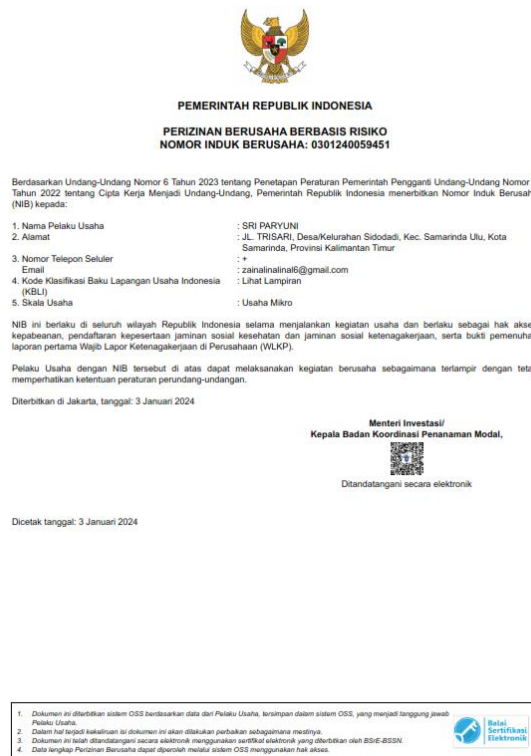 PEMERINTAH REPUBLIK INDONESIA
PERIZINAN BERUSAHA BERBASIS RISIKO
NOMOR INDUK BERUSAHA: 0301240059451
Berdasarkan Undang-Undang Nomor 6 Tahun 2023 tentang Penetapan Peraturan Pemerintah Pengganti Undang-Undang Nomor
Tahun 2022 tentang Cipta Kerja Menjadi Undang-Undang, Pemerintah Republik Indonesia menerbitkan Nomor Induk Berusah
(NIB) kepada:
1. Nama Pelaku Usaha : SRI PARYUNI
2. Alamat : JL. TRISARI, Desa/Kelurahan Sidodadi, Kec. Samarinda Ulu, Kota
Samarinda, Provinsi Kalimantan Timur
3. Nomor Telepon Seluler : +
Email : zainalinalinal6@gmail.com
4. Kode Klasifikasi Baku Lapangan Usaha Indonesia : Lihat Lampiran
(KBLI)
5. Skala Usaha : Usaha Mikro
NIB ini berlaku di seluruh wilayah Republik Indonesia selama menjalankan kegiatan usaha dan berlaku sebagai hak akse
kepabeanan, pendaftaran kepesertaan jaminan sosial kesehatan dan jaminan sosial ketenagakerjaan, serta bukti pemenuha
laporan pertama Wajib Lapor Ketenagakerjaan di Perusahaan (WLKP).
Pelaku Usaha dengan NIB tersebut di atas dapat melaksanakan kegiatan berusaha sebagaimana terlampir dengan teta
memperhatikan ketentuan peraturan perundang-undangan.
Diterbitkan di Jakarta, tanggal: 3 Januari 2024
Menteri Investasi/
Kepala Badan Koordinasi Penanaman Modal,
Ditandatangani secara elektronik
Dicetak tanggal: 3 Januari 2024
1. Dokumen ini diterbitkan sistem OSS berdasarkan data dari Pelaku Usaha, tersimpan dalam sistem OSS, yang menjadi tanggung jawab
Pelaku Usaha.
2. Dalam hal terjadi kekeliruan isi dokumen ini akan dilakukan perbaikan sebagaimana mestinya.
3. Dokumen ini telah ditandatangani secara elektronik menggunakan sertifikat elektronik yang diterbitkan oleh BSrE-BSSN.
4. Data lengkap Perizinan Berusaha dapat diperoleh melalui sistem OSS menggunakan hak akses.
Balai
Sertifikas
Elektronik